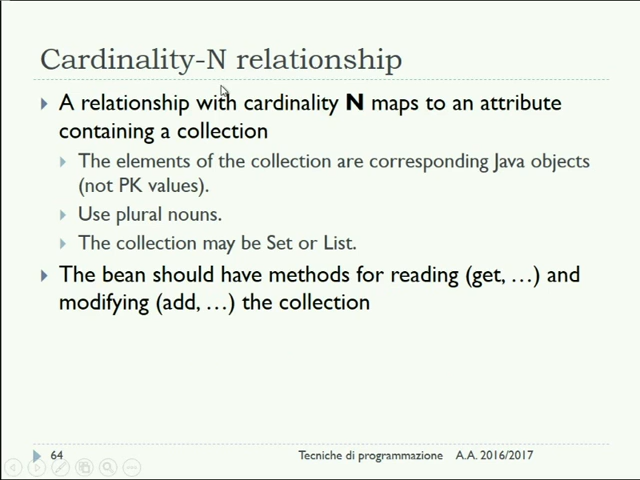 Cardinality-N relationship
A relationship with cardinality N maps to an attribute
containing a collection
The elements of the collection are corresponding Java objects
(not PK values).
Use plural nouns.
The collection may be Set or List.
The bean should have methods for reading (get, …) and
modifying (add, …) the collection
64 Tecniche di programmazione A.A. 2016/2017